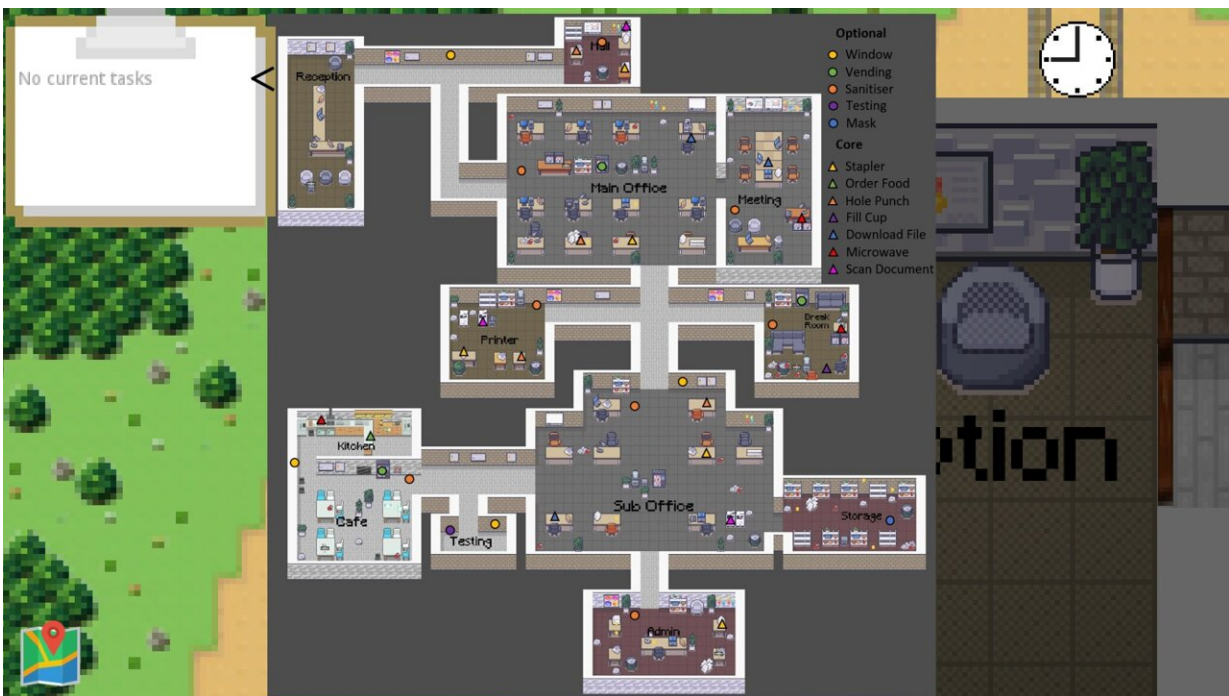 No current tasks
<
Reception
Hall
Main Office
Meeting
Printer
Break
Room
Kitchen
Cafe
Testing
Sub Office
Storage
Admin
Optional
Window
Vending
Sanitiser
Testing
Mask
Core
Stapler
Order Food
Hole Punch
Fill Cup
Download File
Microwave
Scan Document
ption